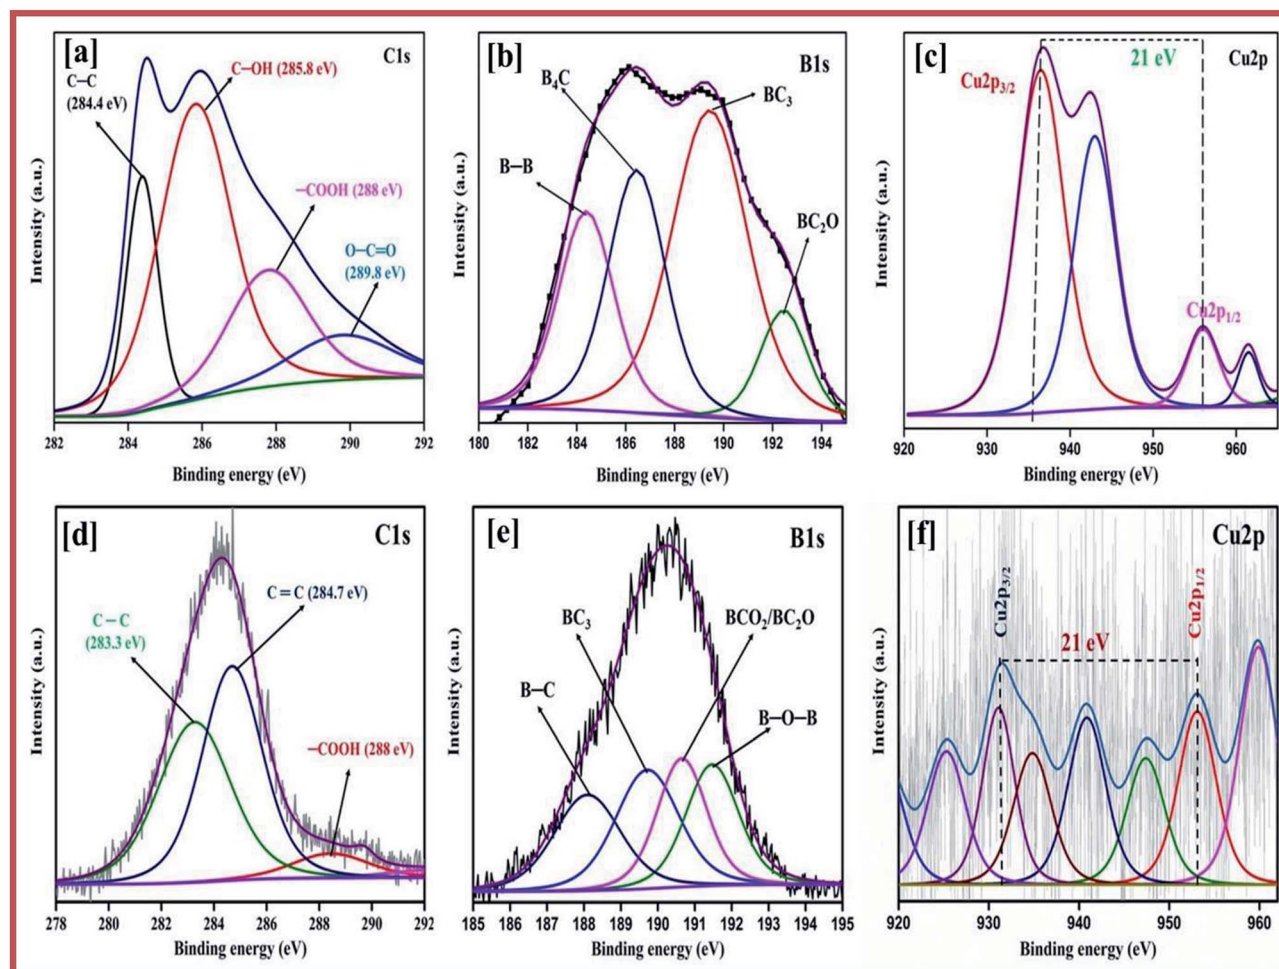 [a]
C1s
C−C
(284.4 eV)
C−OH (285.8 eV)
−COOH (288 eV)
O−C=O
(289.8 eV)
Intensity (a.u.)
282 284 286 288 290 292
Binding energy (eV)
[b]
B1s
B−B
B₄C
BC₃
BC₂O
Intensity (a.u.)
180 182 184 186 188 190 192 194
Binding energy (eV)
[c]
Cu2p
Cu2p₃/₂
21 eV
Cu2p₁/₂
Intensity (a.u.)
920 930 940 950 960
Binding energy (eV)
[d]
C1s
C−C
(283.3 eV)
C=C (284.7 eV)
−COOH (288 eV)
Intensity (a.u.)
278 280 282 284 286 288 290 292
Binding energy (eV)
[e]
B1s
B−C
BC₃
BCO₂/BC₂O
B−O−B
Intensity (a.u.)
185 186 187 188 189 190 191 192 193 194 195
Binding energy (eV)
[f]
Cu2p
Cu2p₃/₂
21 eV
Cu2p₁/₂
Intensity (a.u.)
920 930 940 950 960
Binding energy (eV)